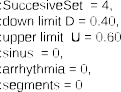 :SuccesiveSet = 4,
:down limit D = 0.40,
:upper limit U = 0.60
:sinus = 0,
:arrhythmia = 0,
:segments = 0